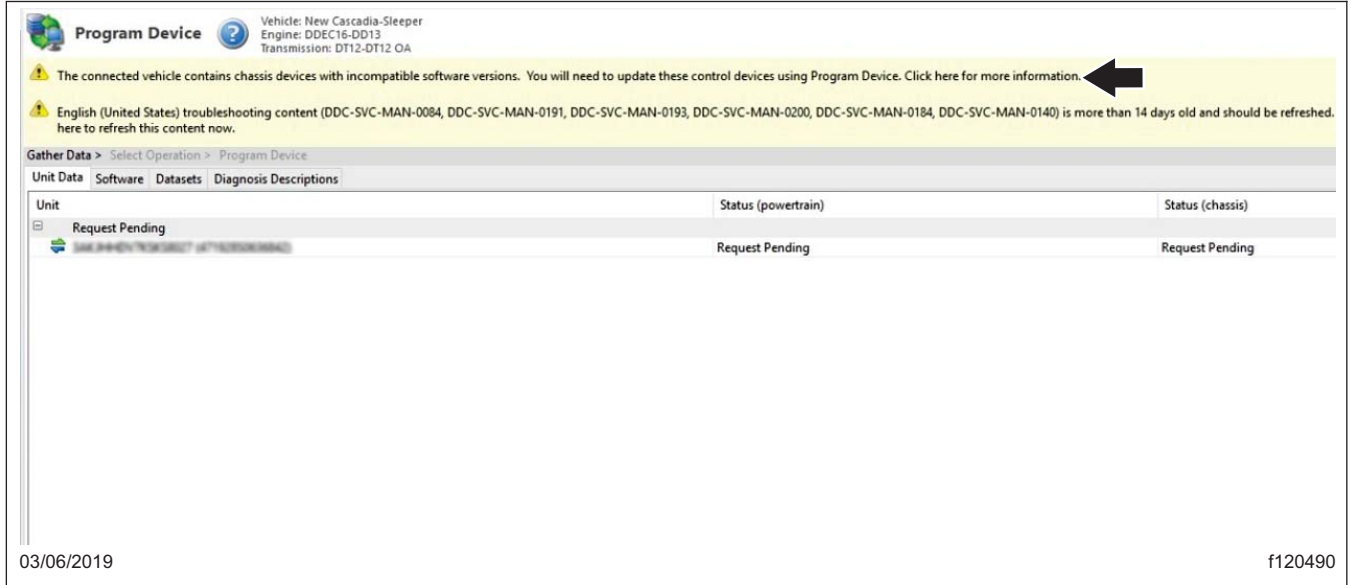 Program Device
Vehicle: New Cascadia-Sleeper
Engine: DDEC16-DD13
Transmission: DT12-DT12 OA
The connected vehicle contains chassis devices with incompatible software versions. You will need to update these control devices using Program Device. Click here for more information.
English (United States) troubleshooting content (DDC-SVC-MAN-0084, DDC-SVC-MAN-0191, DDC-SVC-MAN-0193, DDC-SVC-MAN-0200, DDC-SVC-MAN-0184, DDC-SVC-MAN-0140) is more than 14 days old and should be refreshed.
here to refresh this content now.
Gather Data > Select Operation > Program Device
Unit Data Software Datasets Diagnosis Descriptions
Unit Status (powertrain) Status (chassis)
Request Pending
Request Pending Request Pending
03/06/2019 f120490